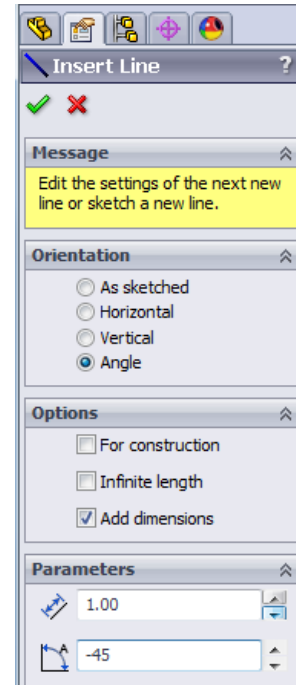 Insert Line ?
Message
Edit the settings of the next new
line or sketch a new line.
Orientation
As sketched
Horizontal
Vertical
Angle
Options
For construction
Infinite length
Add dimensions
Parameters
1.00
A
-45